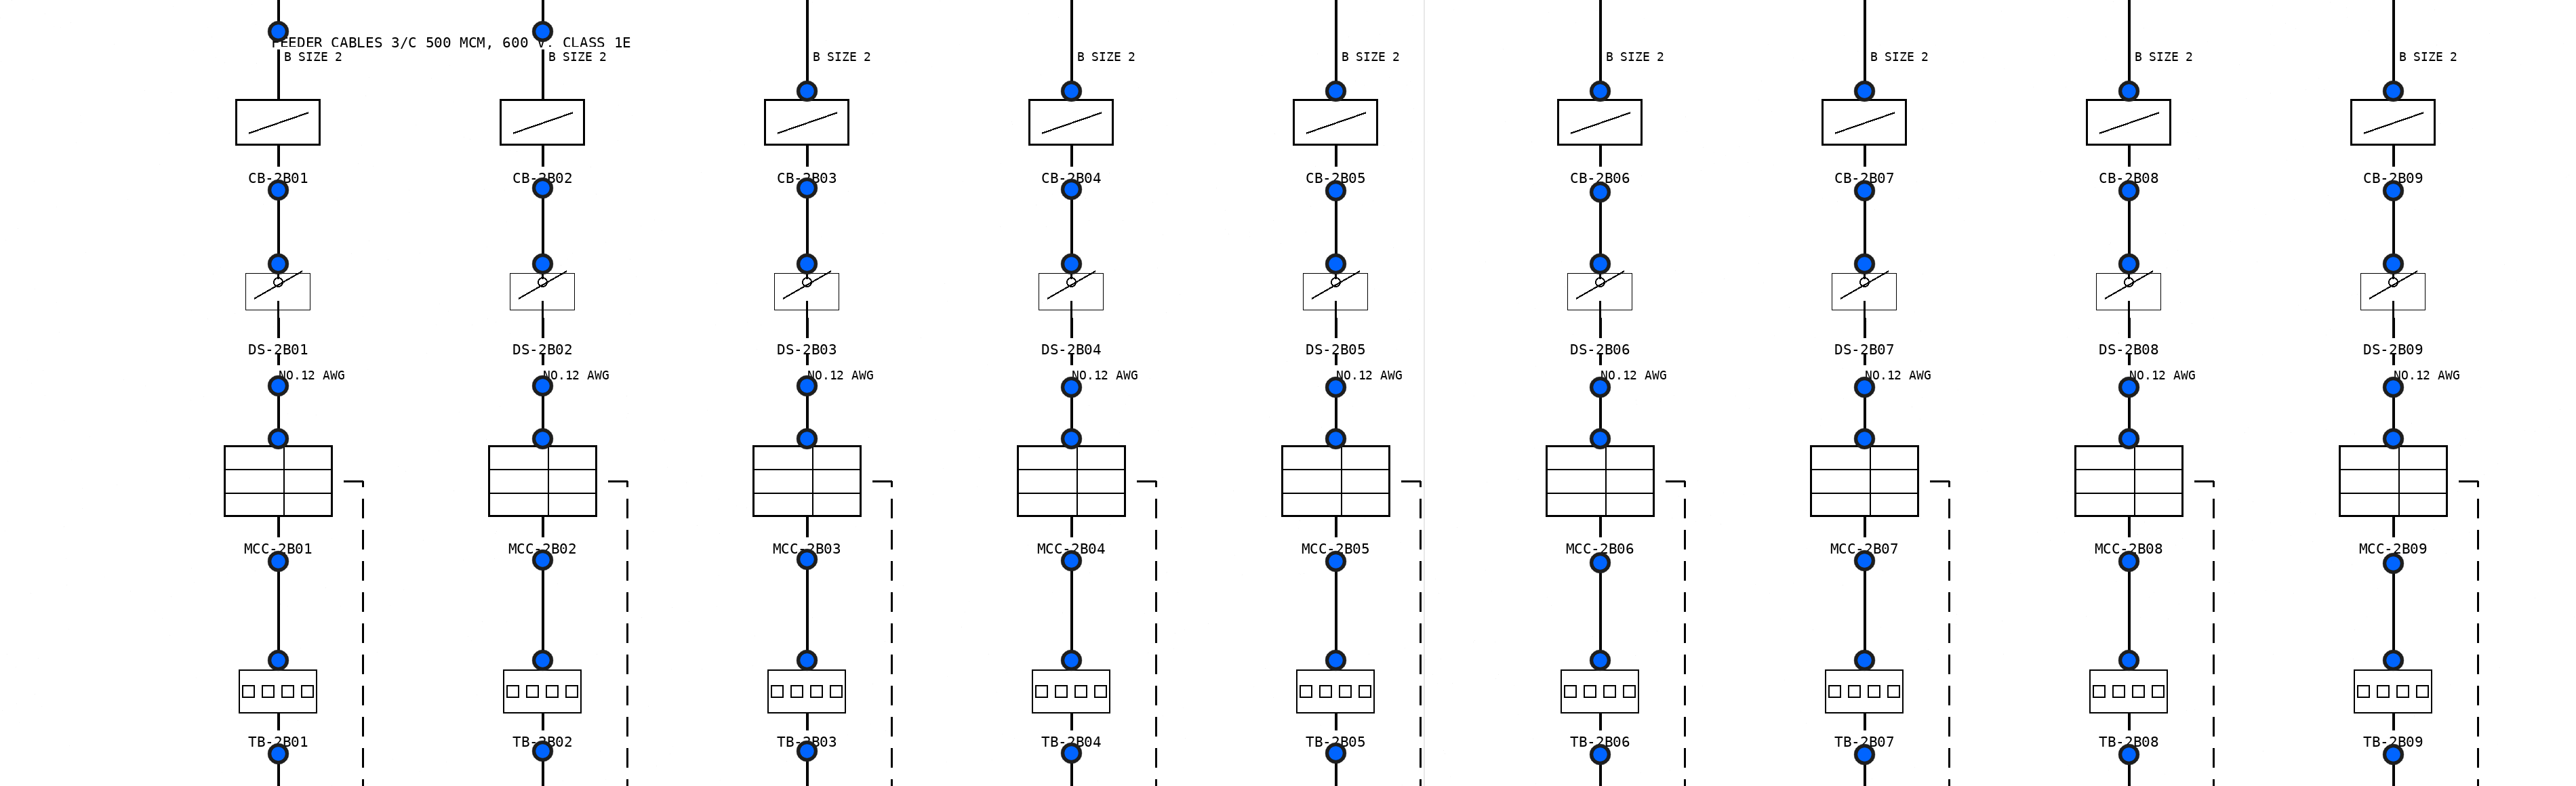 FEEDER CABLES 3/C 500 MCM, 600 V. CLASS 1E
B SIZE 2 B SIZE 2 B SIZE 2 B SIZE 2 B SIZE 2 B SIZE 2 B SIZE 2 B SIZE 2 B SIZE 2
CB-2B01 CB-2B02 CB-2B03 CB-2B04 CB-2B05 CB-2B06 CB-2B07 CB-2B08 CB-2B09
DS-2B01 DS-2B02 DS-2B03 DS-2B04 DS-2B05 DS-2B06 DS-2B07 DS-2B08 DS-2B09
NO.12 AWG NO.12 AWG NO.12 AWG NO.12 AWG NO.12 AWG NO.12 AWG NO.12 AWG NO.12 AWG NO.12 AWG
MCC-2B01 MCC-2B02 MCC-2B03 MCC-2B04 MCC-2B05 MCC-2B06 MCC-2B07 MCC-2B08 MCC-2B09
TB-2B01 TB-2B02 TB-2B03 TB-2B04 TB-2B05 TB-2B06 TB-2B07 TB-2B08 TB-2B09